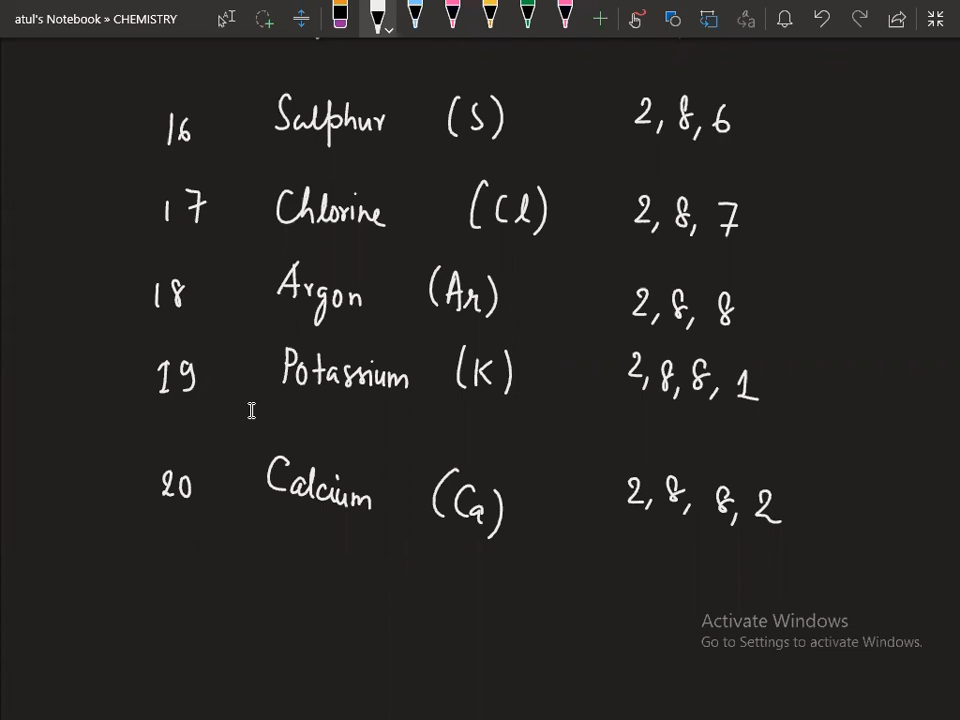 atul's Notebook » CHEMISTRY
16 Sulphur (S) 2, 8, 6
17 Chlorine (Cl) 2, 8, 7
18 Argon (Ar) 2, 8, 8
19 Potassium (K) 2, 8, 8, 1
20 Calcium (Ca) 2, 8, 8, 2
Activate Windows
Go to Settings to activate Windows.